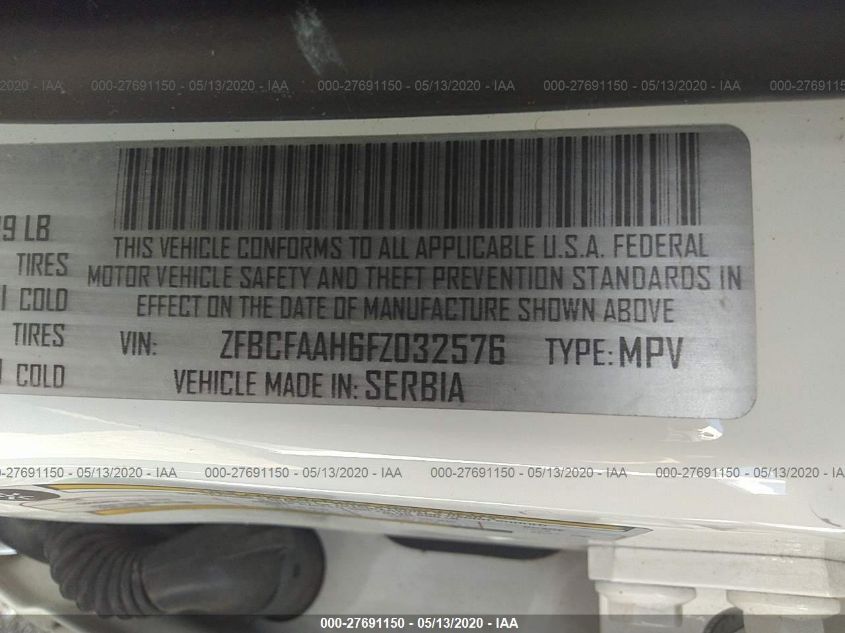 000-27691150 - 05/13/2020 - IAA
000-27691150 - 05/13/2020 - IAA
000-27691150 - 05/13/2020 - IAA
9 LB
TIRES
COLD
TIRES
COLD
THIS VEHICLE CONFORMS TO ALL APPLICABLE U.S.A. FEDERAL
MOTOR VEHICLE SAFETY AND THEFT PREVENTION STANDARDS IN
EFFECT ON THE DATE OF MANUFACTURE SHOWN ABOVE
VIN: ZFBCFAAH6FZ032576 TYPE: MPV
VEHICLE MADE IN: SERBIA
000-27691150 - 05/13/2020 - IAA
000-27691150 - 05/13/2020 - IAA
000-27691150 - 05/13/2020 - IAA
000-27691150 - 05/13/2020 - IAA
000-27691150 - 05/13/2020 - IAA